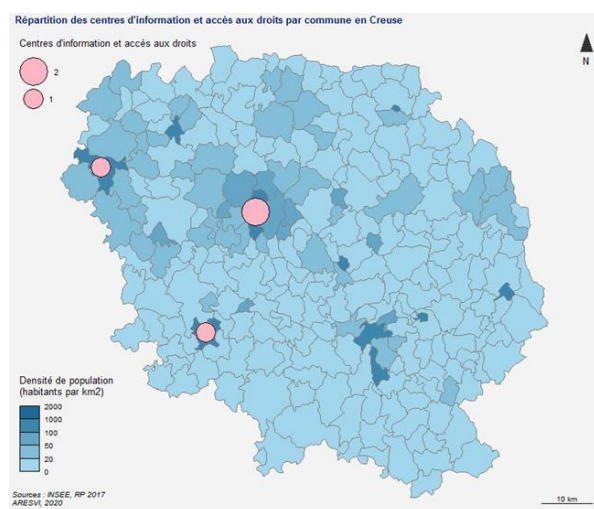 Répartition des centres d'information et accès aux droits par commune en Creuse
Centres d'information et accès aux droits
2
1
N
Densité de population
(habitants par km2)
2000
1000
100
50
20
0
Sources : INSEE, RP 2017
ARESVI, 2020
10 km